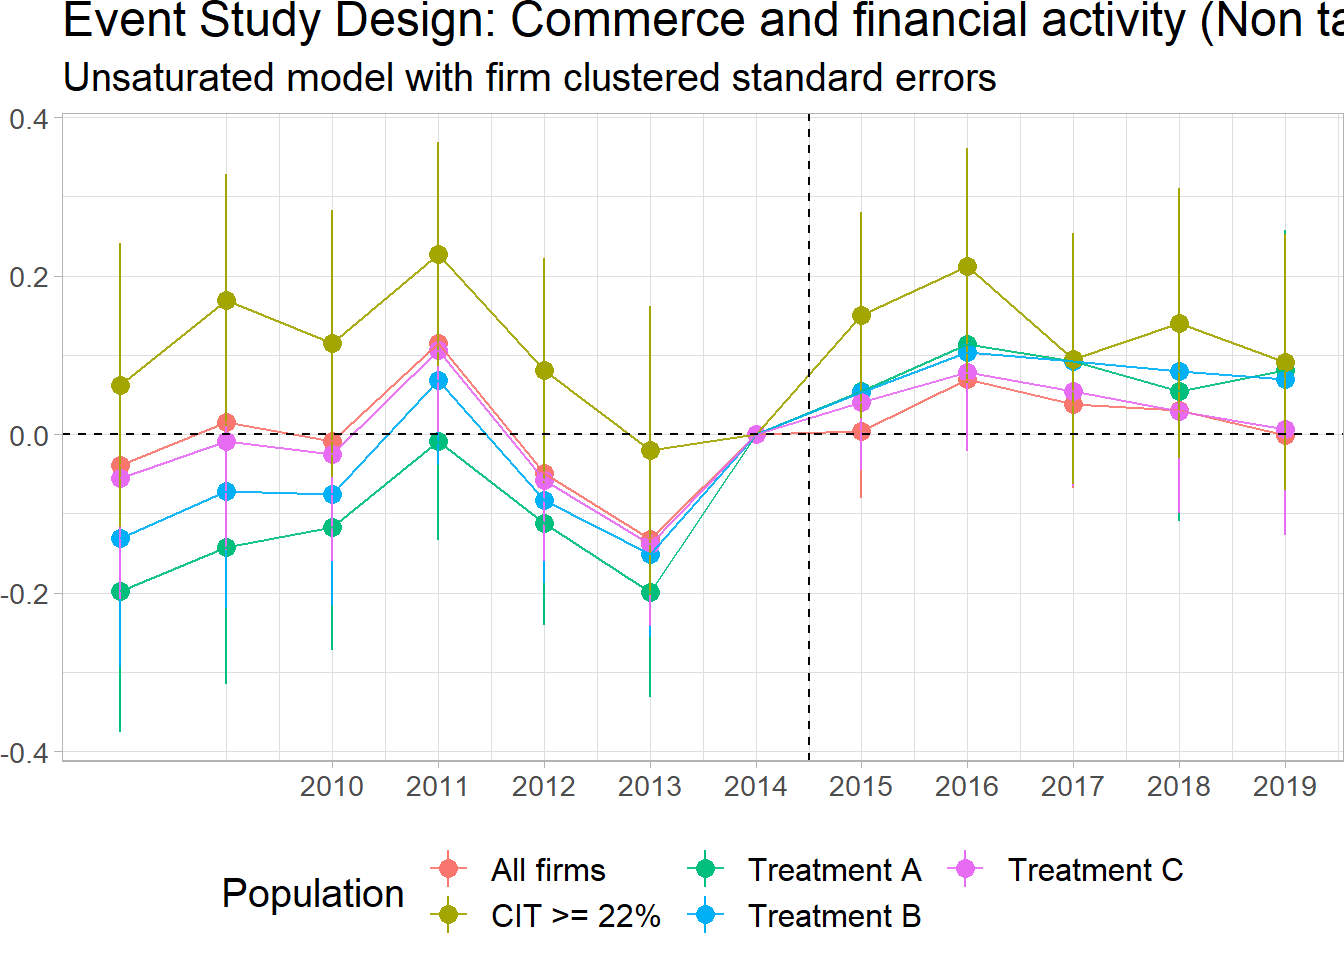 Event Study Design: Commerce and financial activity (Non ta
Unsaturated model with firm clustered standard errors
0.4
0.2
0.0
-0.2
-0.4
2010 2011 2012 2013 2014 2015 2016 2017 2018 2019
Population
All firms Treatment A Treatment C
CIT >= 22% Treatment B